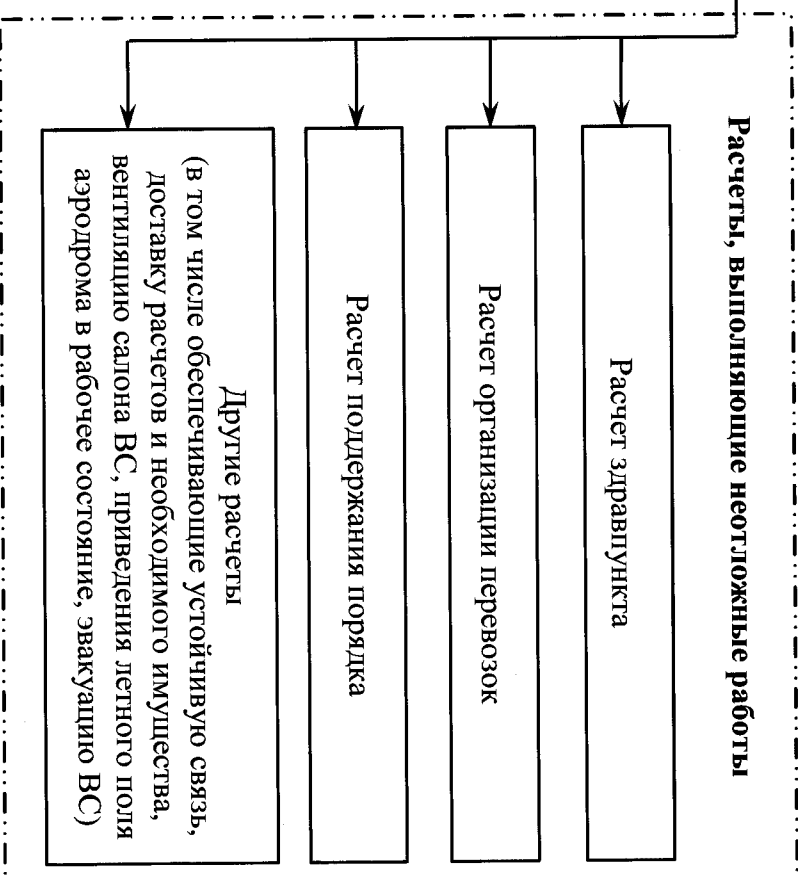 Расчеты, выполняющие неотложные работы
Расчет здравпункта
Расчет организации перевозок
Расчет поддержания порядка
Другие расчеты
(в том числе обеспечивающие устойчивую связь,
доставку расчетов и необходимого имущества,
вентиляцию салона ВС, приведения летного поля
аэродрома в рабочее состояние, эвакуацию ВС)